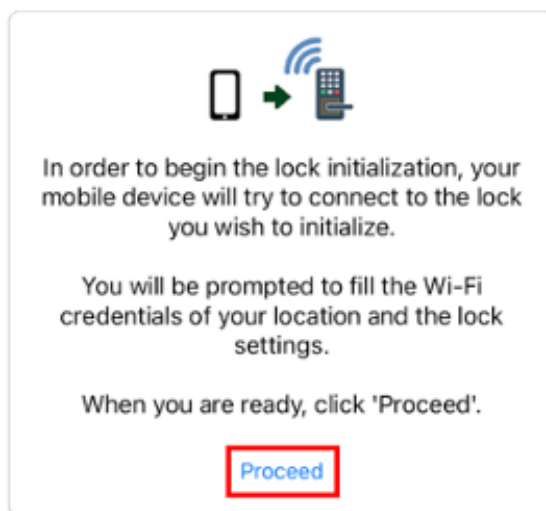 In order to begin the lock initialization, your
mobile device will try to connect to the lock
you wish to initialize.
You will be prompted to fill the Wi-Fi
credentials of your location and the lock
settings.
When you are ready, click 'Proceed'.
Proceed